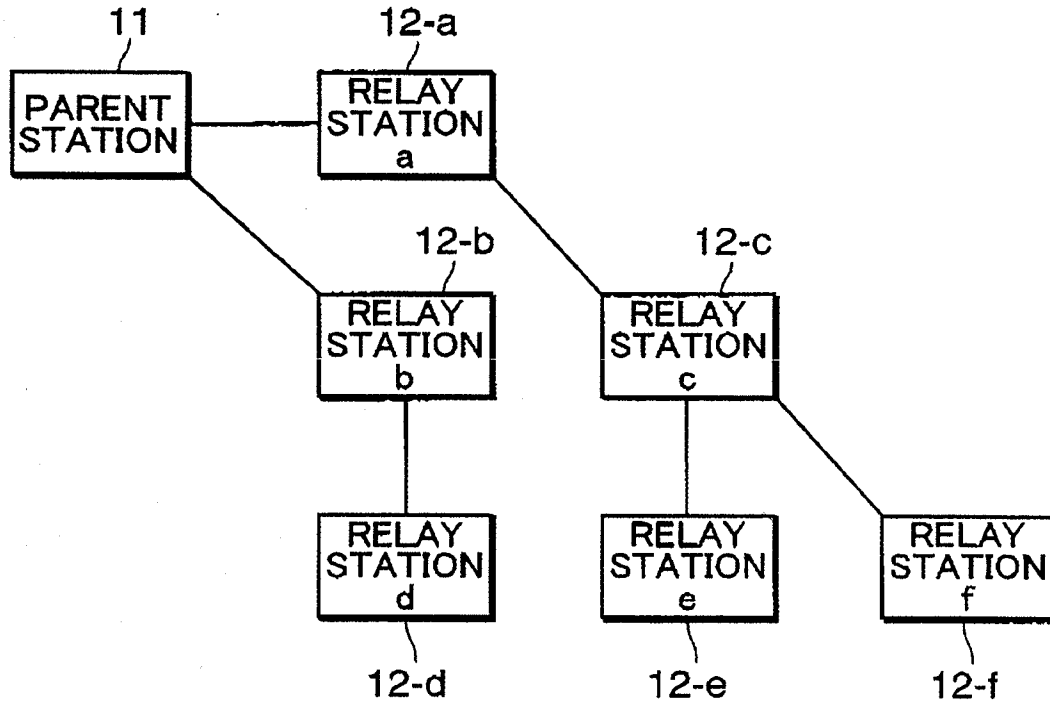 11
12-a
PARENT
STATION
RELAY
STATION
a
12-b
12-c
RELAY
STATION
b
RELAY
STATION
c
RELAY
STATION
d
RELAY
STATION
e
RELAY
STATION
f
12-d
12-e
12-f